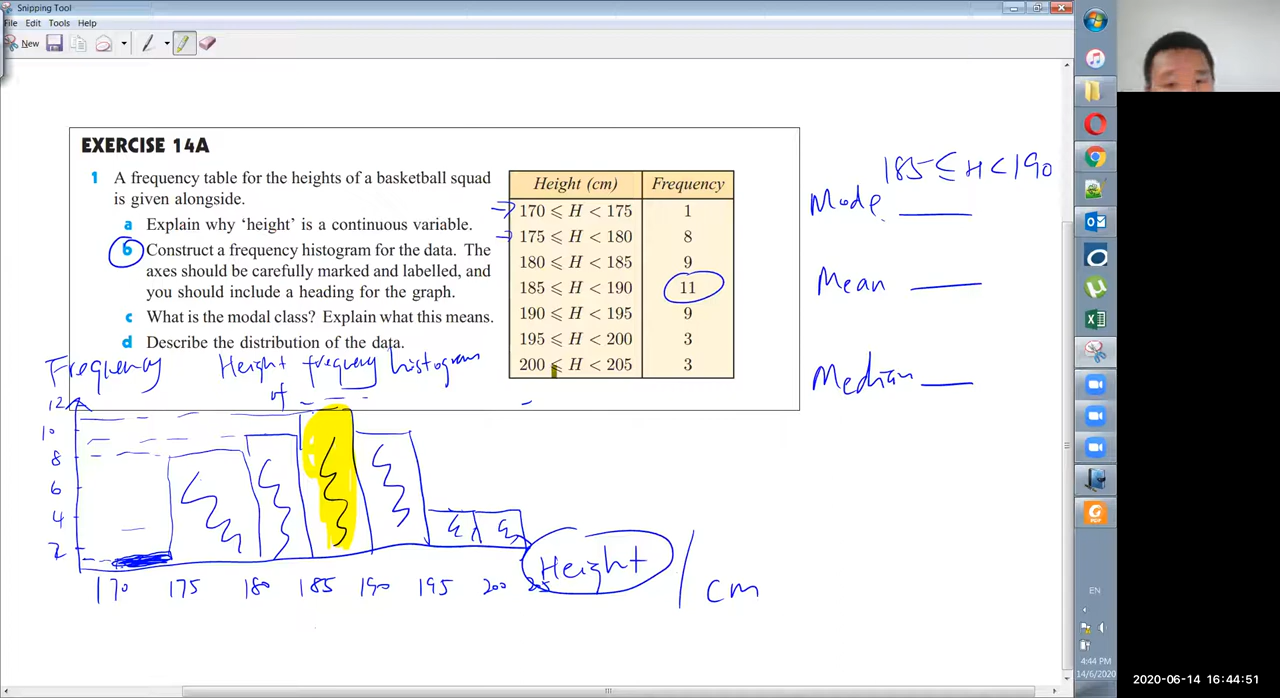 Snipping Tool
File Edit Tools Help
New
EXERCISE 14A
1 A frequency table for the heights of a basketball squad
is given alongside.
a Explain why 'height' is a continuous variable.
b Construct a frequency histogram for the data. The
axes should be carefully marked and labelled, and
you should include a heading for the graph.
c What is the modal class? Explain what this means.
d Describe the distribution of the data.
Height (cm) Frequency
170 ⩽ H < 175 1
175 ⩽ H < 180 8
180 ⩽ H < 185 9
185 ⩽ H < 190 11
190 ⩽ H < 195 9
195 ⩽ H < 200 3
200 ⩽ H < 205 3
185 ≤ H < 190
Mode
Mean
Median
Frequency
Height frequency histogram
of
12
10
8
6
4
2
170 175 180 185 190 195 200
Height / cm
EN
4:44 PM
14/6/2020
2020-06-14 16:44:51